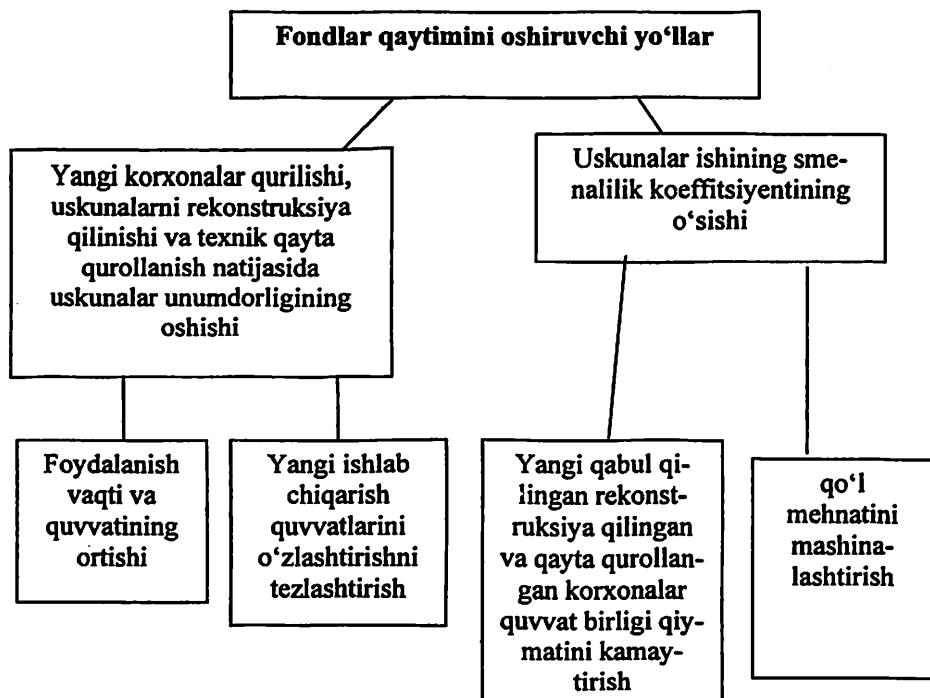 Fondlar qaytimini oshiruvchi yo‘llar
Yangi korxonalar qurilishi,
uskunalarni rekonstruksiya
qilinishi va texnik qayta
qurollanish natijasida
uskunalar unumdorligining
oshishi
Uskunalar ishining sme-
nalilik koeffitsiyentining
o‘sishi
Foydalanish
vaqti va
quvvatining
ortishi
Yangi ishlab
chiqarish
quvvatlarini
o‘zlashtirishni
tezlashtirish
Yangi qabul qi-
lingan rekonst-
ruksiya qilingan
va qayta qurollan-
gan korxonalar
quvvat birligi qiy-
matini kamay-
tirish
qo‘l
mehnatini
mashina-
lashtirish